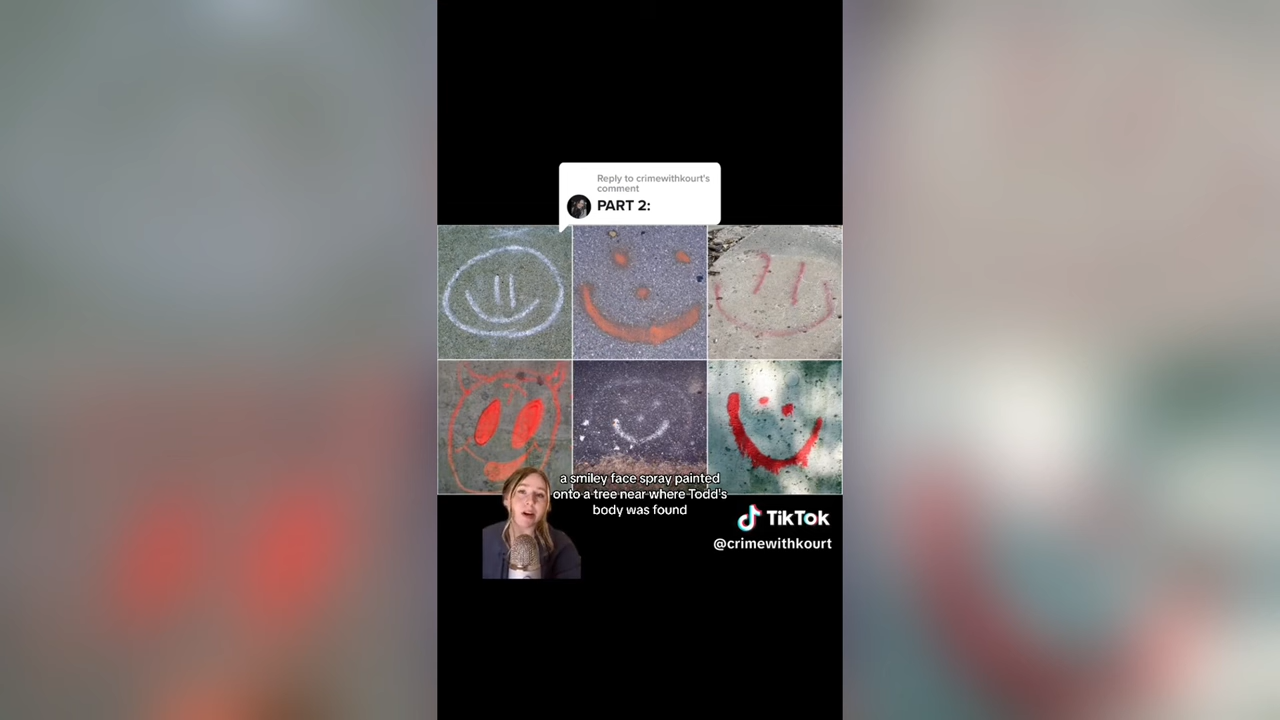 Reply to crimewithkourt's
comment
PART 2:
a smiley face spray painted
onto a tree near where Todd's
body was found
TikTok
@crimewithkourt